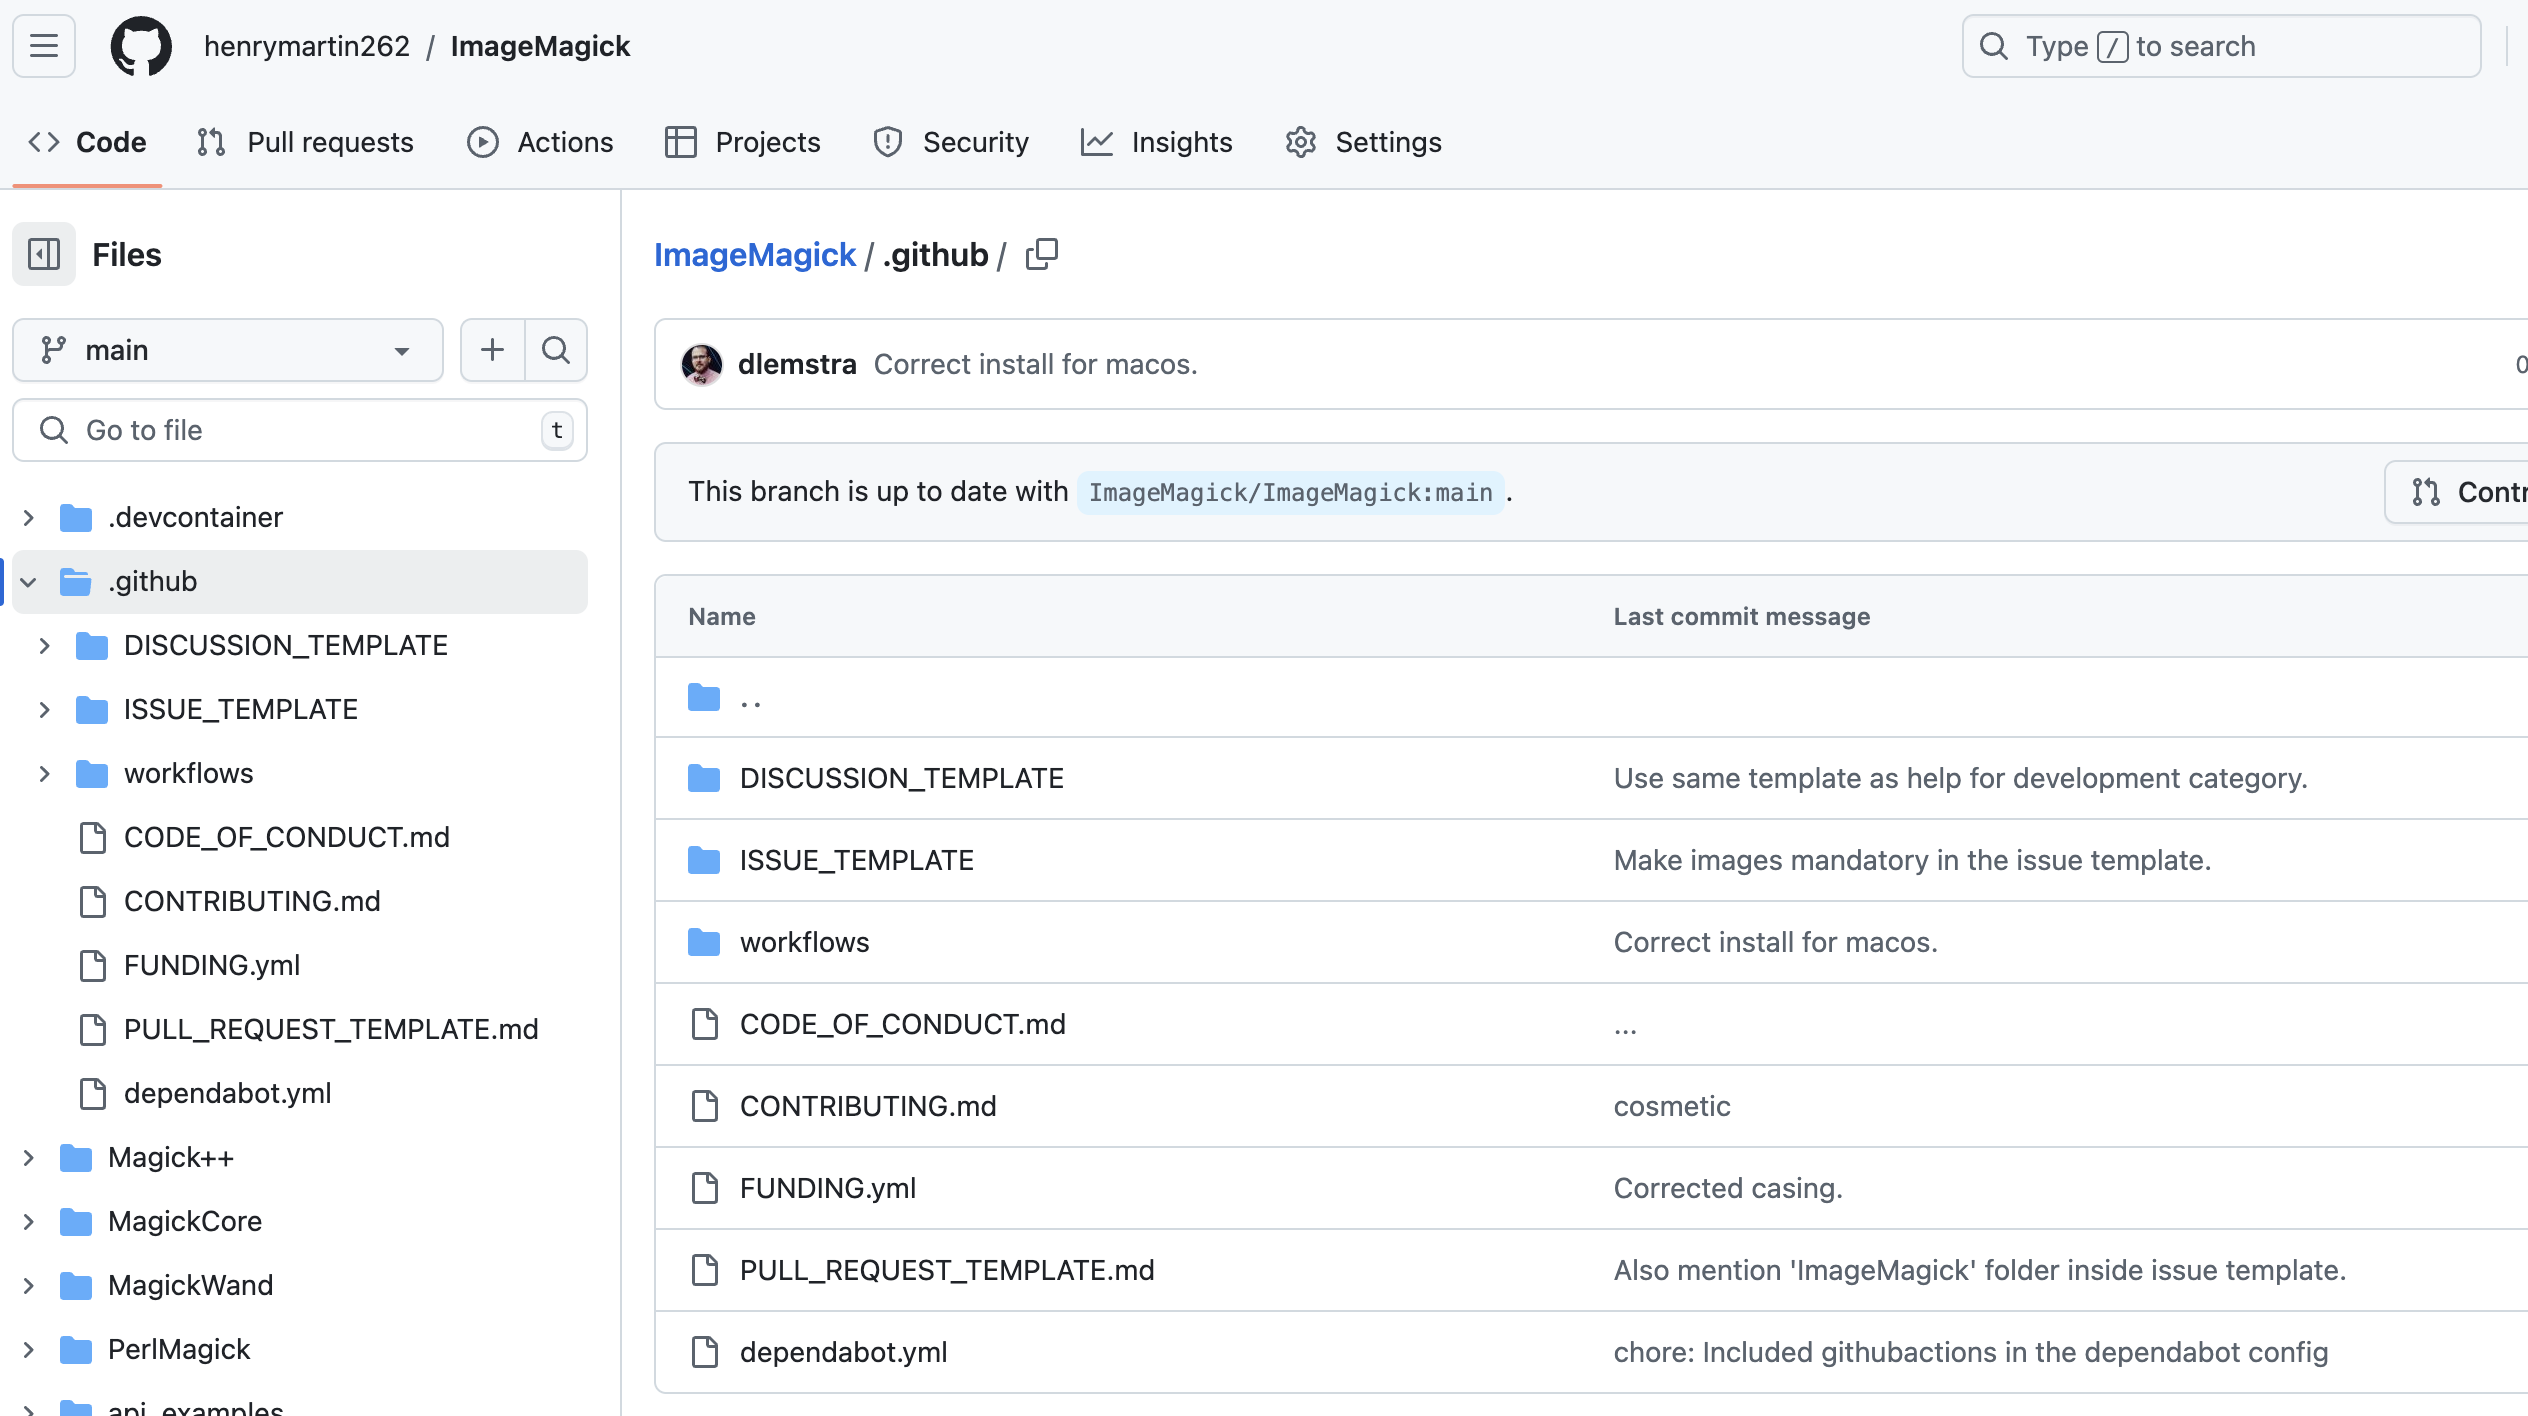 henrymartin262 / ImageMagick
Type / to search
Code
Pull requests
Actions
Projects
Security
Insights
Settings
Files
main
Go to file
t
.devcontainer
.github
DISCUSSION_TEMPLATE
ISSUE_TEMPLATE
workflows
CODE_OF_CONDUCT.md
CONTRIBUTING.md
FUNDING.yml
PULL_REQUEST_TEMPLATE.md
dependabot.yml
Magick++
MagickCore
MagickWand
PerlMagick
api_examples
ImageMagick / .github /
dlemstra Correct install for macos.
0
This branch is up to date with ImageMagick/ImageMagick:main .
Contr
Name Last commit message
..
DISCUSSION_TEMPLATE Use same template as help for development category.
ISSUE_TEMPLATE Make images mandatory in the issue template.
workflows Correct install for macos.
CODE_OF_CONDUCT.md ...
CONTRIBUTING.md cosmetic
FUNDING.yml Corrected casing.
PULL_REQUEST_TEMPLATE.md Also mention 'ImageMagick' folder inside issue template.
dependabot.yml chore: Included githubactions in the dependabot config